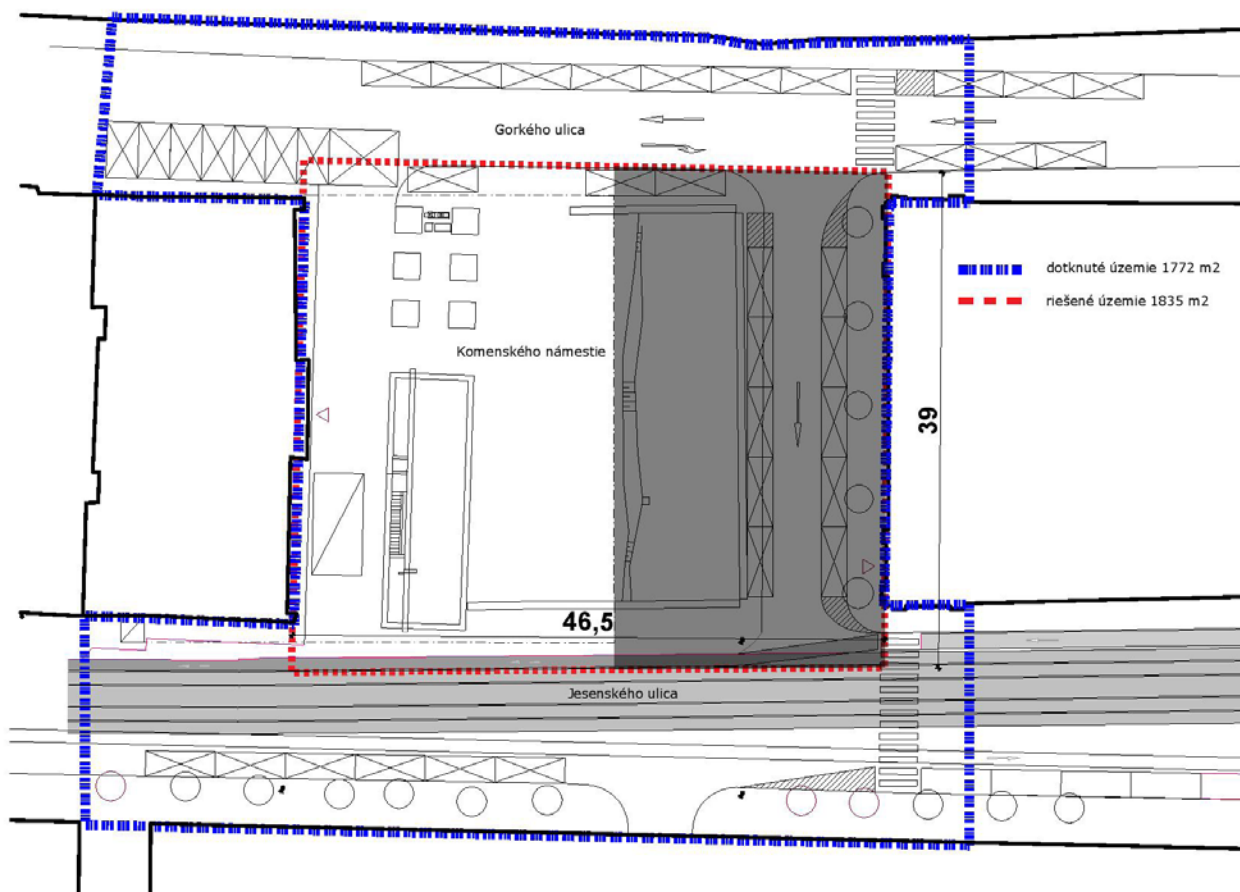 Gorkého ulica
dotknuté územie 1772 m2
riešené územie 1835 m2
Komenského námestie
39
46,5
Jesenského ulica